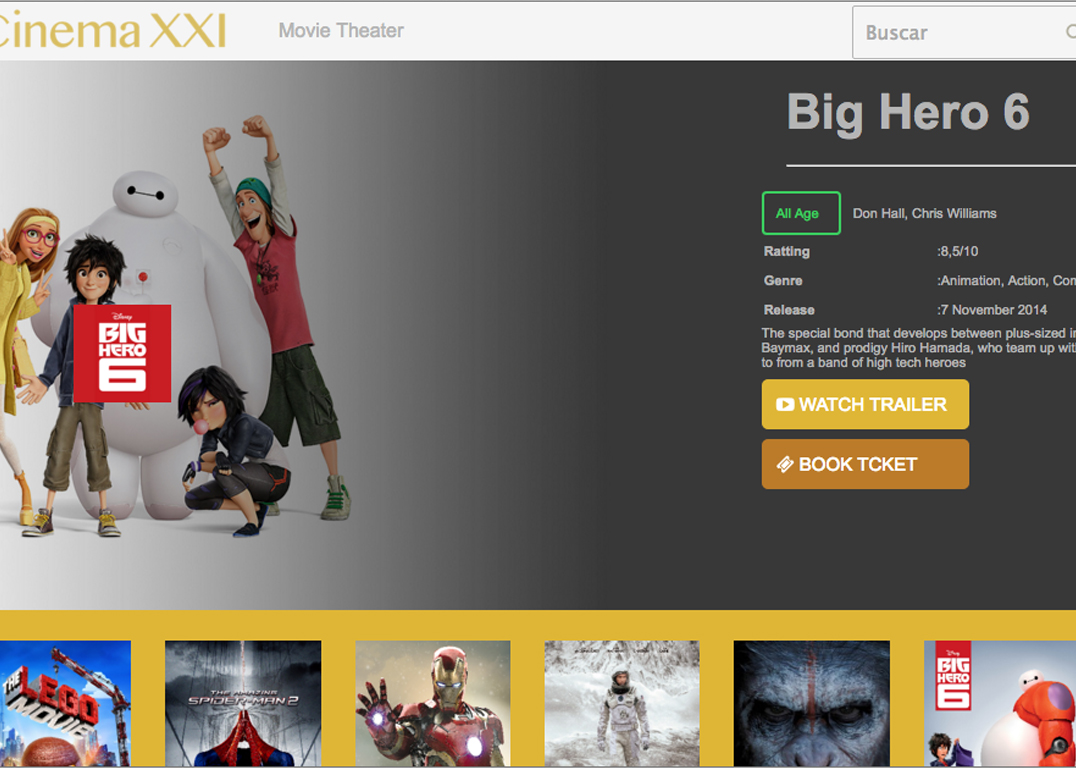 Cinema XXI
Movie Theater
Buscar
Big Hero 6
All Age
Don Hall, Chris Williams
Ratting :8,5/10
Genre :Animation, Action,
Release :7 November 2014
The special bond that develops between plus-sized
Baymax, and prodigy Hiro Hamada, who team up
to from a band of high tech heroes
WATCH TRAILER
BOOK TCKET
Disney
BIG
HERO
6
THE
LEGO
MOVIE
THE AMAZING
SPIDER-MAN 2
Disney
BIG
HERO
6